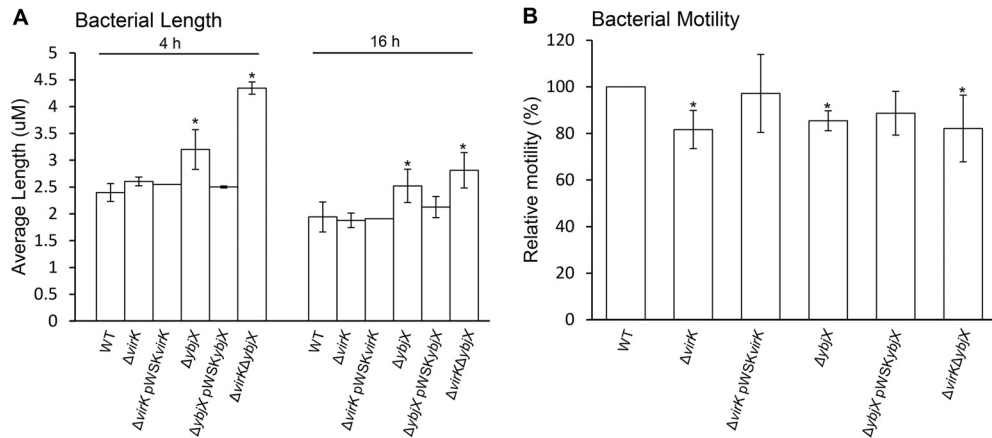 A Bacterial Length
4 h
16 h
Average Length (uM)
5
4.5
4
3.5
3
2.5
2
1.5
1
0.5
0
*
*
*
*
WT
ΔvirK
ΔvirK pWSKvirK
ΔybjX
ΔybjX pWSKybjX
ΔvirKΔybjX
WT
ΔvirK
ΔvirK pWSKvirK
ΔybjX
ΔybjX pWSKybjX
ΔvirKΔybjX
B Bacterial Motility
Relative motility (%)
120
100
80
60
40
20
0
*
*
*
WT
ΔvirK
ΔvirK pWSKvirK
ΔybjX
ΔybjX pWSKybjX
ΔvirKΔybjX